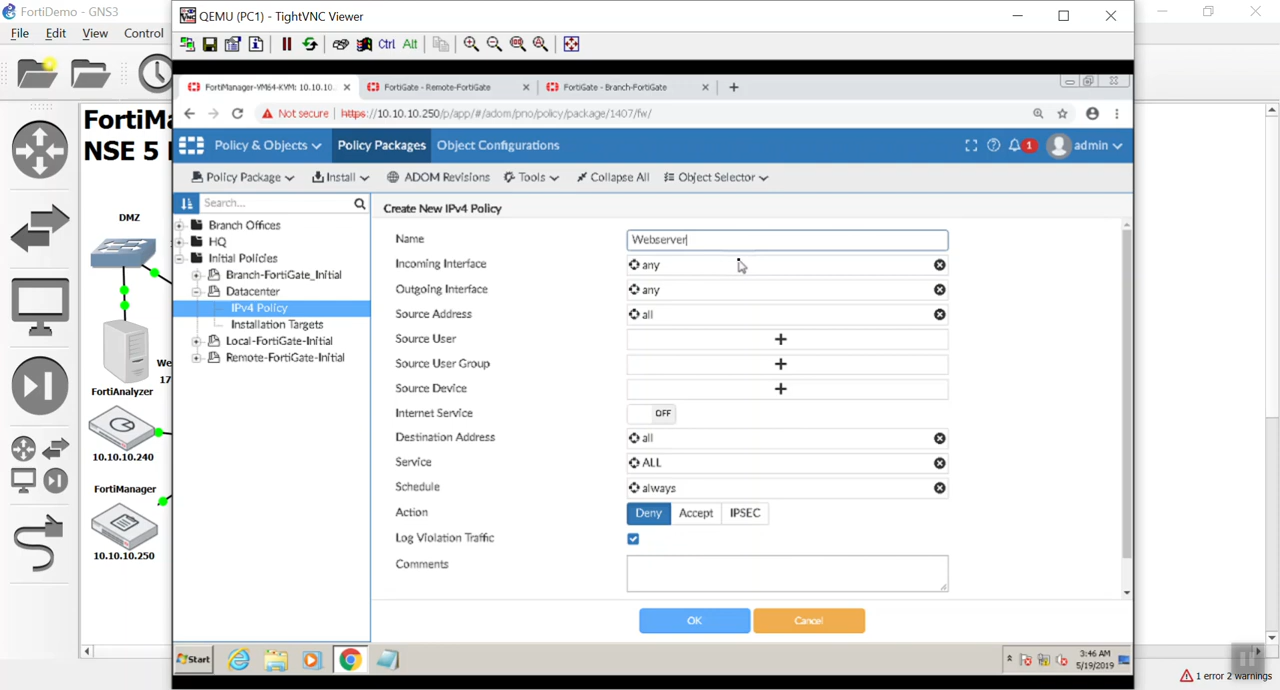 FortiDemo - GNS3
File Edit View Control
QEMU (PC1) - TightVNC Viewer
Ctrl Alt
FortiManager-VM64-KVM: 10.10.10.
FortiGate - Remote-FortiGate
FortiGate - Branch-FortiGate
Not secure https://10.10.10.250/p/app/#/adom/pno/policy/package/1407/fw/
Policy & Objects Policy Packages Object Configurations
1 admin
Policy Package Install ADOM Revisions Tools Collapse All Object Selector
Search...
Branch Offices
HQ
Initial Policies
Branch-FortiGate_Initial
Datacenter
IPv4 Policy
Installation Targets
Local-FortiGate-Initial
Remote-FortiGate-Initial
Create New IPv4 Policy
Name Webserver
Incoming Interface any
Outgoing Interface any
Source Address all
Source User
Source User Group
Source Device
Internet Service OFF
Destination Address all
Service ALL
Schedule always
Action Deny Accept IPSEC
Log Violation Traffic
Comments
OK Cancel
Start
3:46 AM
5/19/2019
NSE 5
DMZ
We
17
FortiAnalyzer
10.10.10.240
FortiManager
10.10.10.250
1 error 2 warnings